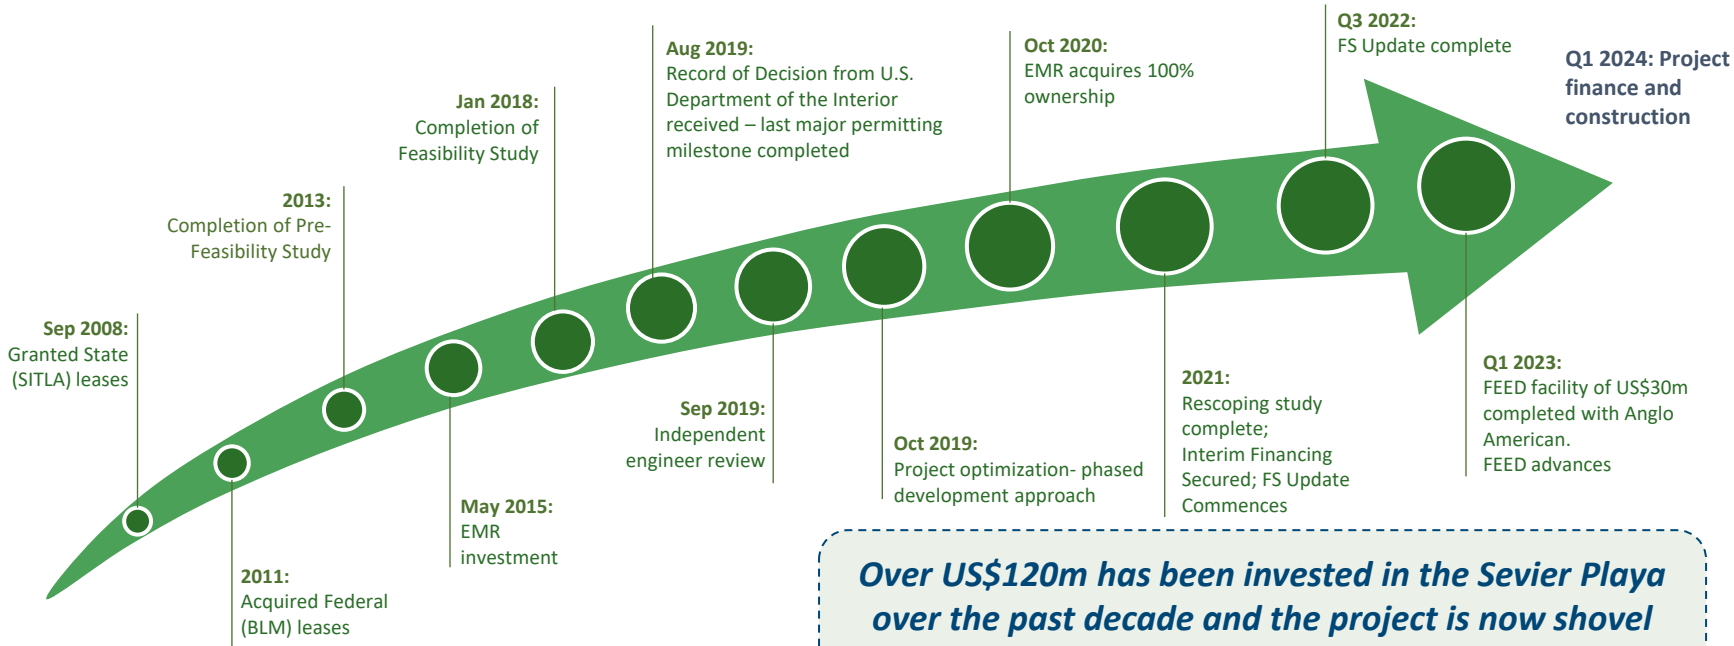 Sep 2008:
Granted State
(SITLA) leases
2011:
Acquired Federal
(BLM) leases
2013:
Completion of Pre-
Feasibility Study
May 2015:
EMR
investment
Jan 2018:
Completion of
Feasibility Study
Aug 2019:
Record of Decision from U.S.
Department of the Interior
received – last major permitting
milestone completed
Sep 2019:
Independent
engineer review
Oct 2019:
Project optimization- phased
development approach
Oct 2020:
EMR acquires 100%
ownership
2021:
Rescoping study
complete;
Interim Financing
Secured; FS Update
Commences
Q3 2022:
FS Update complete
Q1 2023:
FEED facility of US$30m
completed with Anglo
American.
FEED advances
Q1 2024: Project
finance and
construction
Over US$120m has been invested in the Sevier Playa
over the past decade and the project is now shovel